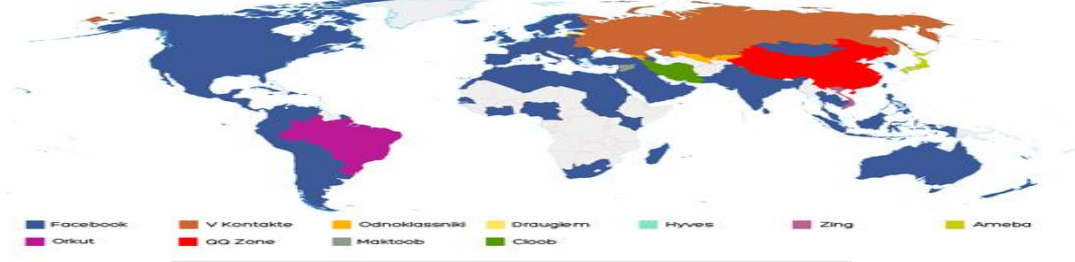 Facebook V Kontakte Odnoklassniki Draugiem Hyves Zing Ameba
Orkut QQ Zone Maktoob Cloob